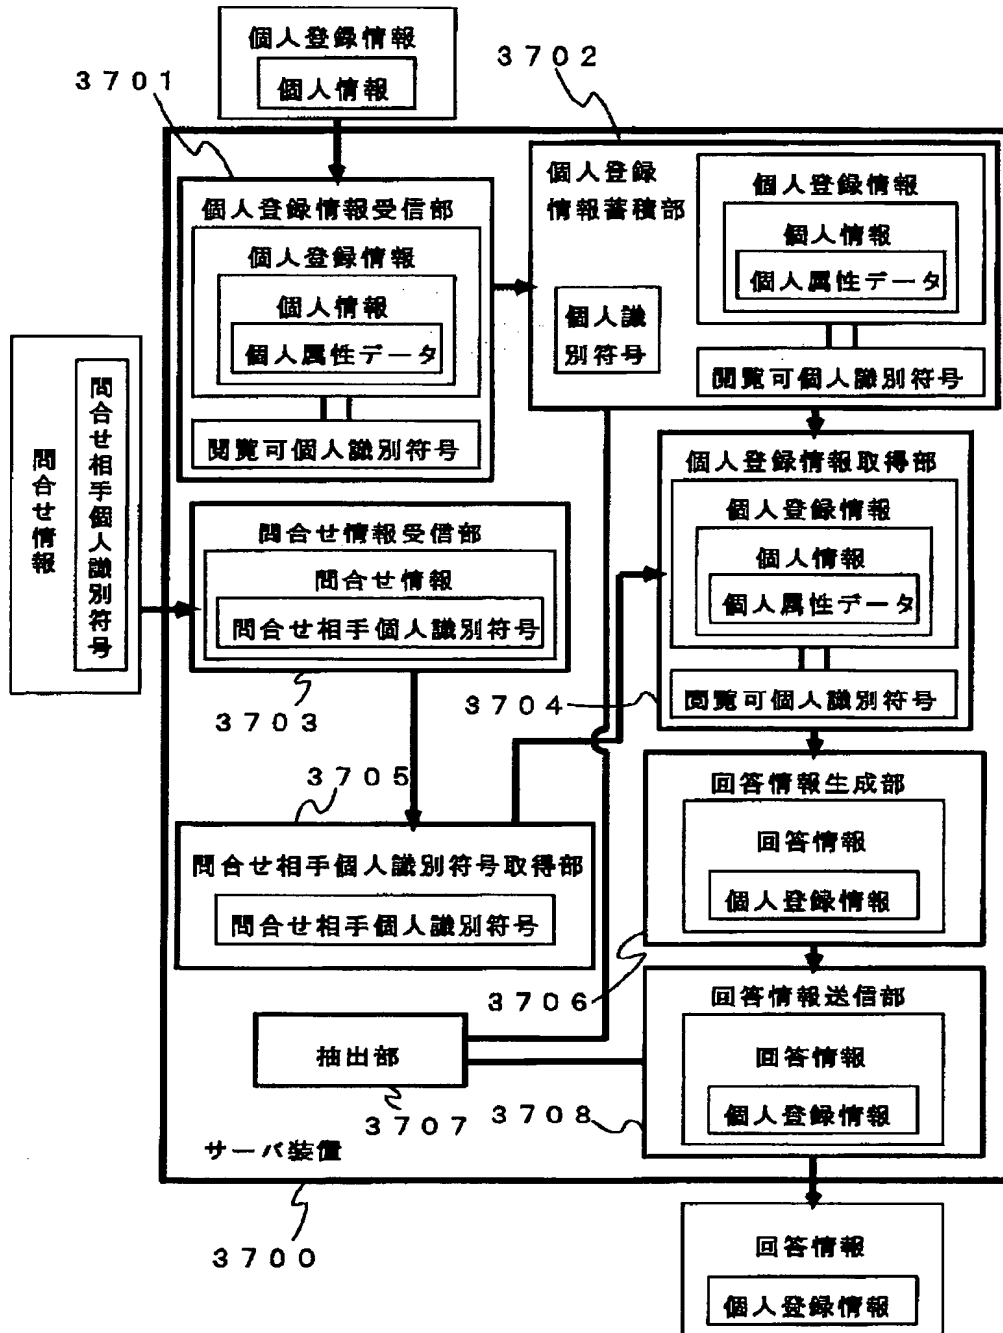 個人登録情報
個人情報
3701
3702
個人登録情報受信部
個人登録情報
個人情報
個人属性データ
閲覧可個人識別符号
個人登録
情報蓄積部
個人識
別符号
個人登録情報
個人情報
個人属性データ
閲覧可個人識別符号
問合せ情報
問合せ相手個人識別符号
問合せ情報受信部
問合せ情報
問合せ相手個人識別符号
3703
個人登録情報取得部
個人登録情報
個人情報
個人属性データ
閲覧可個人識別符号
3704
3705
問合せ相手個人識別符号取得部
問合せ相手個人識別符号
回答情報生成部
回答情報
個人登録情報
3706
抽出部
3707
回答情報送信部
回答情報
個人登録情報
3708
サーバ装置
3700
回答情報
個人登録情報